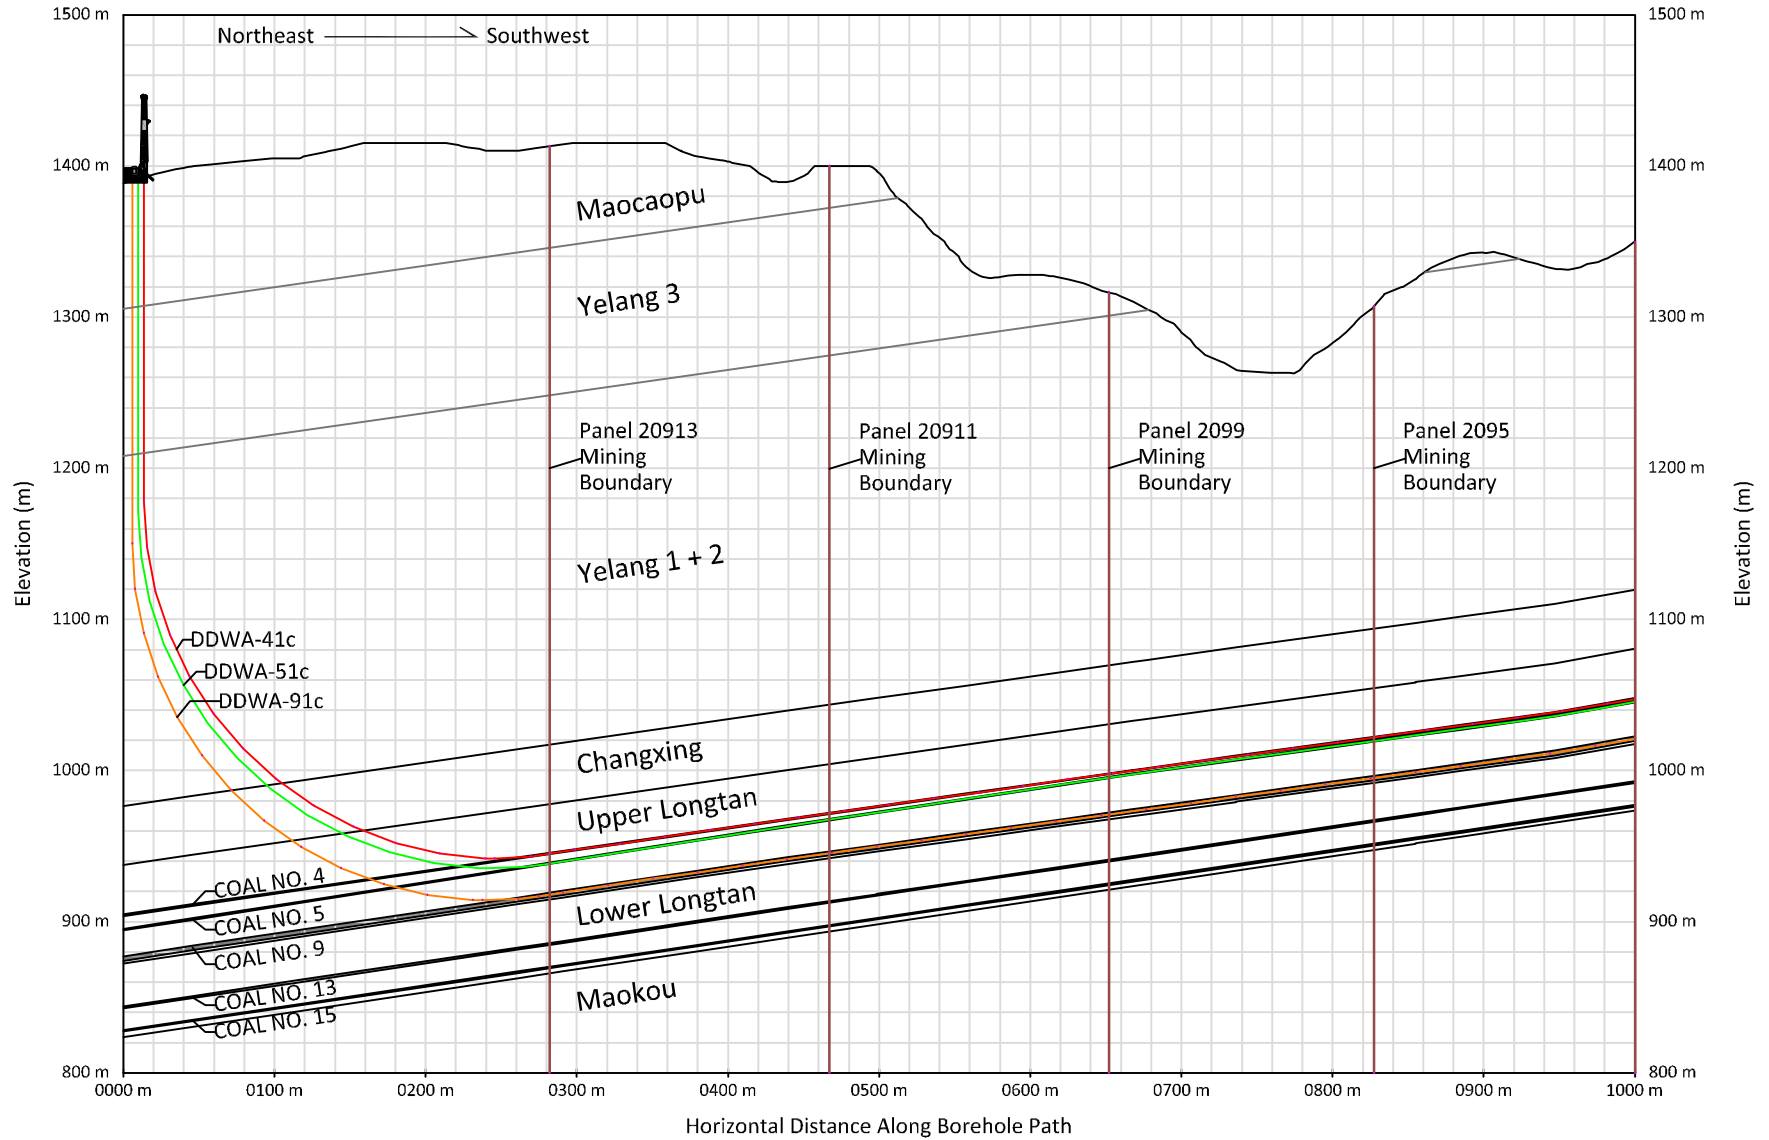 1500 m
1500 m
Northeast
Southwest
1400 m
1400 m
Maocaopu
Yelang 3
1300 m
1300 m
Panel 20913
Mining
Boundary
Panel 20911
Mining
Boundary
Panel 2099
Mining
Boundary
Panel 2095
Mining
Boundary
1200 m
1200 m
Elevation (m)
Elevation (m)
Yelang 1 + 2
1100 m
1100 m
DDWA-41c
DDWA-51c
DDWA-91c
Changxing
1000 m
1000 m
Upper Longtan
COAL NO. 4
COAL NO. 5
Lower Longtan
900 m
900 m
COAL NO. 9
COAL NO. 13
Maokou
COAL NO. 15
800 m
800 m
0000 m
0100 m
0200 m
0300 m
0400 m
0500 m
0600 m
0700 m
0800 m
0900 m
1000 m
Horizontal Distance Along Borehole Path